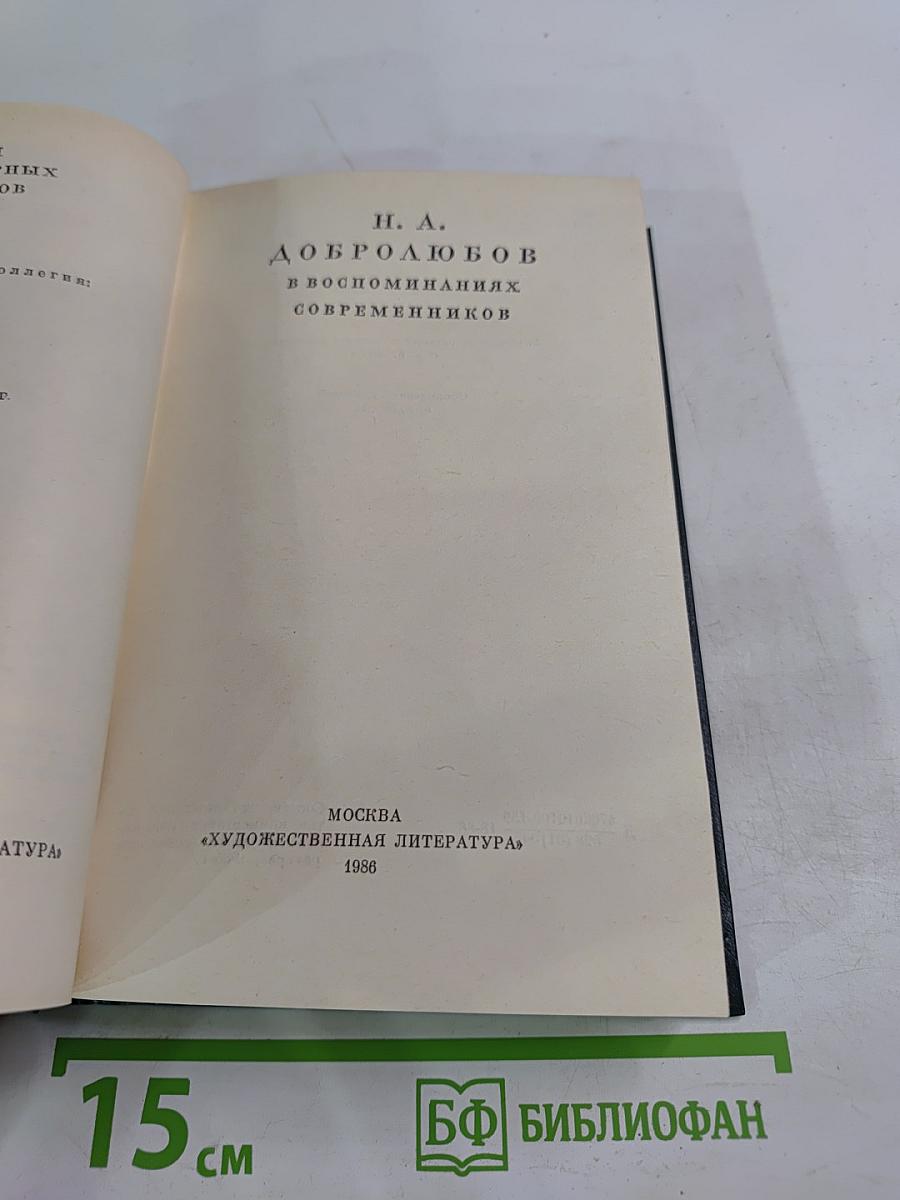 Н. А.
ДОБРОЛЮБОВ
В ВОСПОМИНАНИЯХ
СОВРЕМЕННИКОВ
МОСКВА
«ХУДОЖЕСТВЕННАЯ ЛИТЕРАТУРА»
1986
15 см
БФ БИБЛИОФАН